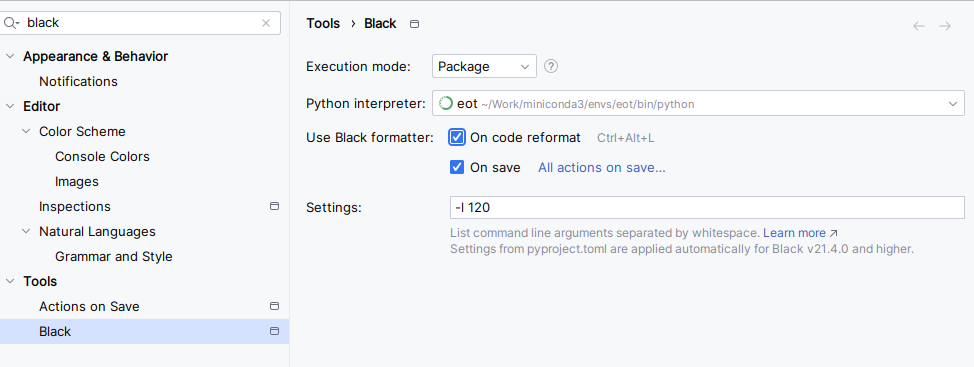 black
Appearance & Behavior
Notifications
Editor
Color Scheme
Console Colors
Images
Inspections
Natural Languages
Grammar and Style
Tools
Actions on Save
Black
Tools › Black
Execution mode: Package ?
Python interpreter: eot ~/Work/miniconda3/envs/eot/bin/python
Use Black formatter: On code reformat Ctrl+Alt+L
On save All actions on save...
Settings: -l 120
List command line arguments separated by whitespace. Learn more ↗
Settings from pyproject.toml are applied automatically for Black v21.4.0 and higher.